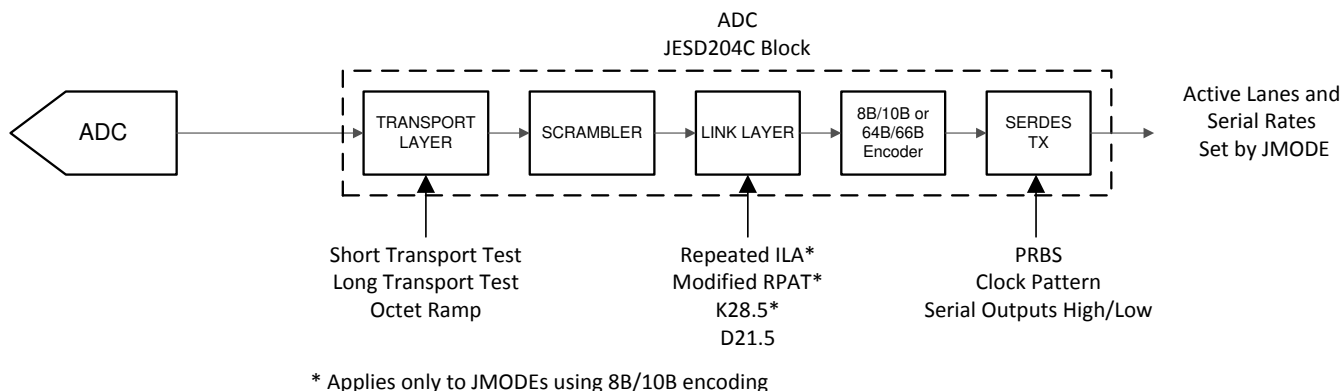 ADC
JESD204C Block
ADC
TRANSPORT
LAYER
SCRAMBLER
LINK LAYER
8B/10B or
64B/66B
Encoder
SERDES
TX
Active Lanes and
Serial Rates
Set by JMODE
Short Transport Test
Long Transport Test
Octet Ramp
Repeated ILA*
Modified RPAT*
K28.5*
D21.5
PRBS
Clock Pattern
Serial Outputs High/Low
* Applies only to JMODEs using 8B/10B encoding